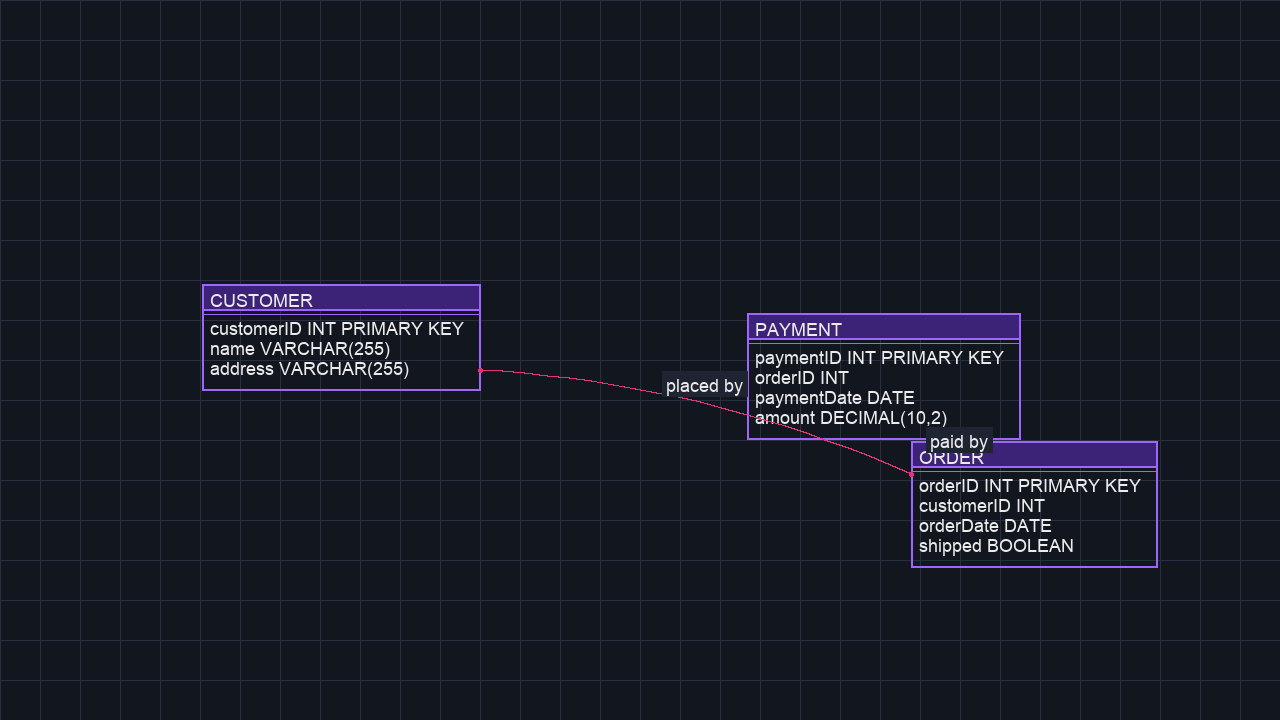 CUSTOMER
customerID INT PRIMARY KEY
name VARCHAR(255)
address VARCHAR(255)
placed by
PAYMENT
paymentID INT PRIMARY KEY
orderID INT
paymentDate DATE
amount DECIMAL(10,2)
paid by
ORDER
orderID INT PRIMARY KEY
customerID INT
orderDate DATE
shipped BOOLEAN